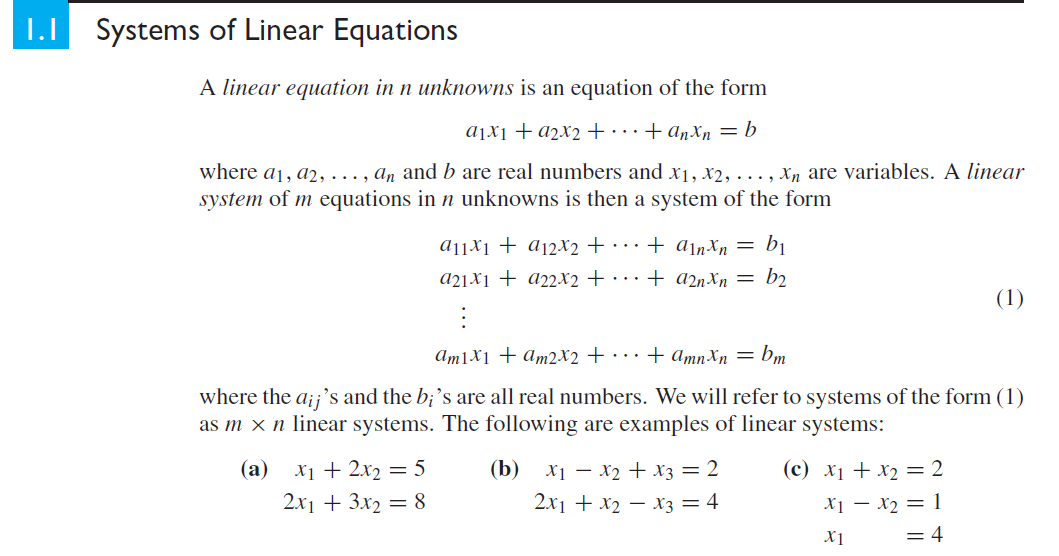 1.1 Systems of Linear Equations
A linear equation in n unknowns is an equation of the form
a₁x₁ + a₂x₂ + · · · + aₙxₙ = b
where a₁, a₂, . . . , aₙ and b are real numbers and x₁, x₂, . . . , xₙ are variables. A linear
system of m equations in n unknowns is then a system of the form
a₁₁x₁ + a₁₂x₂ + · · · + a₁ₙxₙ = b₁
a₂₁x₁ + a₂₂x₂ + · · · + a₂ₙxₙ = b₂
(1)
⋮
aₘ₁x₁ + aₘ₂x₂ + · · · + aₘₙxₙ = bₘ
where the aᵢⱼ’s and the bᵢ’s are all real numbers. We will refer to systems of the form (1)
as m × n linear systems. The following are examples of linear systems:
(a) x₁ + 2x₂ = 5 (b) x₁ − x₂ + x₃ = 2 (c) x₁ + x₂ = 2
2x₁ + 3x₂ = 8 2x₁ + x₂ − x₃ = 4 x₁ − x₂ = 1
x₁ = 4